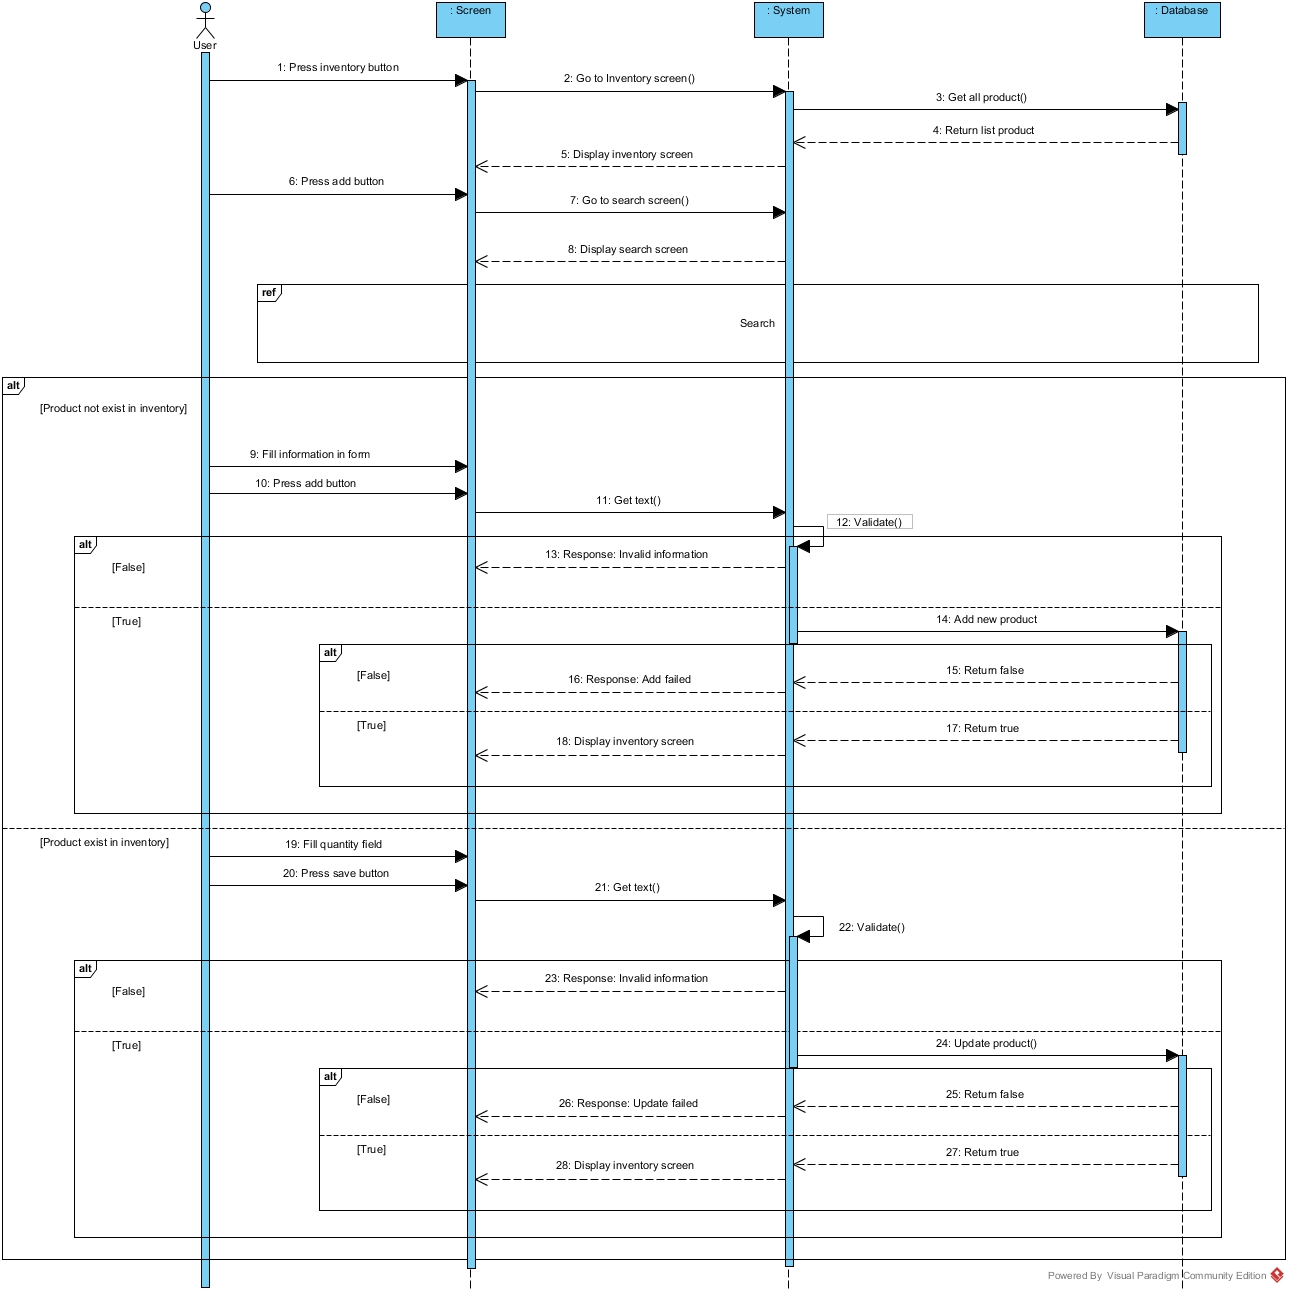 : Screen
: System
: Database
User
1: Press inventory button
2: Go to Inventory screen()
3: Get all product()
4: Return list product
5: Display inventory screen
6: Press add button
7: Go to search screen()
8: Display search screen
ref
Search
alt
[Product not exist in inventory]
9: Fill information in form
10: Press add button
11: Get text()
12: Validate()
alt
13: Response: Invalid information
[False]
[True]
14: Add new product
alt
[False]
15: Return false
16: Response: Add failed
[True]
17: Return true
18: Display inventory screen
[Product exist in inventory]
19: Fill quantity field
20: Press save button
21: Get text()
22: Validate()
alt
23: Response: Invalid information
[False]
[True]
24: Update product()
alt
[False]
25: Return false
26: Response: Update failed
[True]
27: Return true
28: Display inventory screen
Powered By Visual Paradigm Community Edition